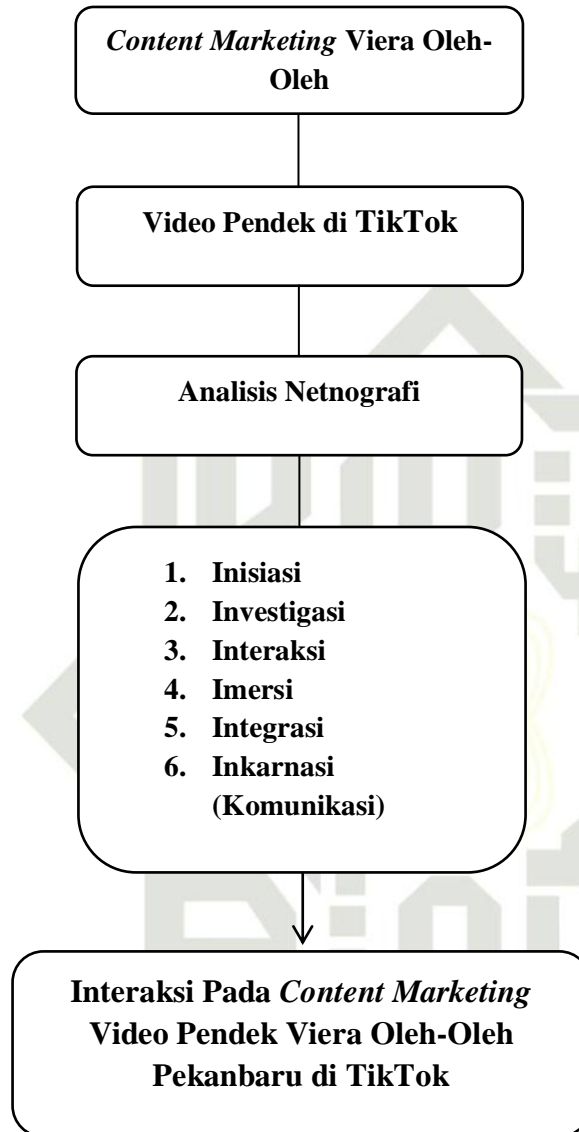 Content Marketing Viera Oleh-
Oleh
Video Pendek di TikTok
Analisis Netnografi
1. Inisiasi
2. Investigasi
3. Interaksi
4. Imersi
5. Integrasi
6. Inkarnasi
(Komunikasi)
Interaksi Pada Content Marketing
Video Pendek Viera Oleh-Oleh
Pekanbaru di TikTok